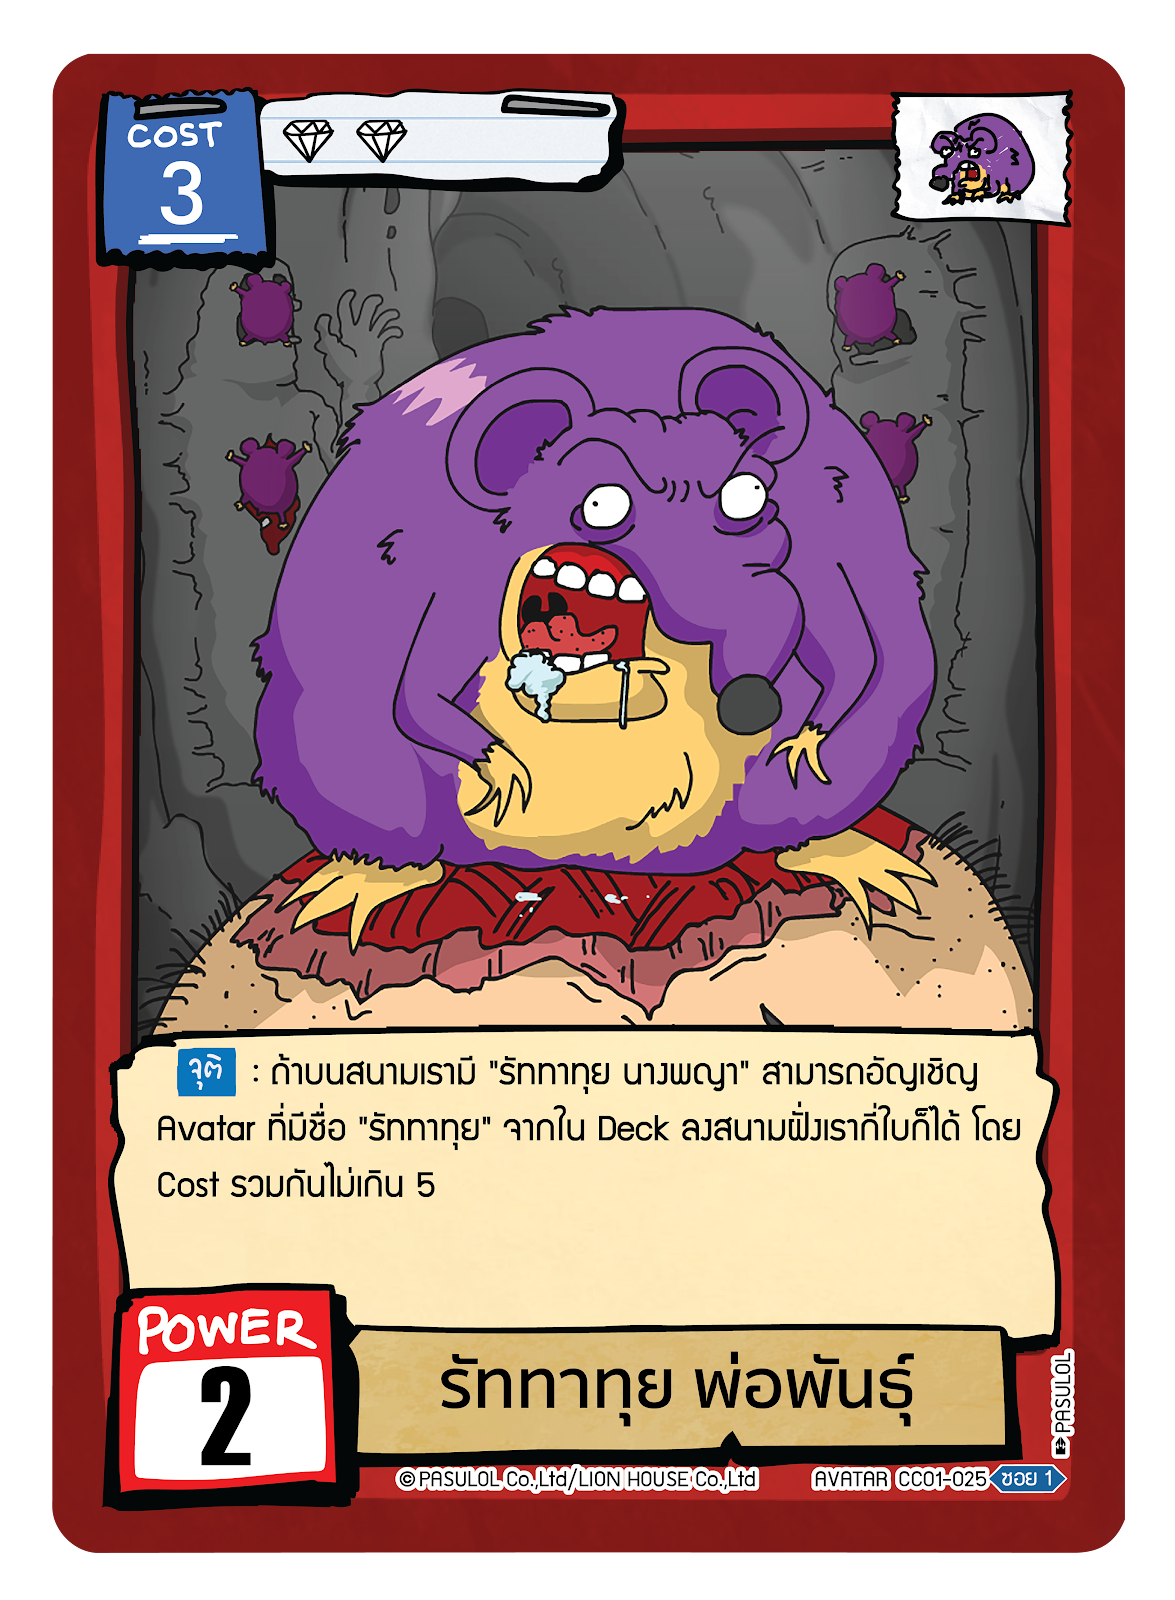 COST
3
จุติ : ถ้าบนสนามเรามี "รัททาทุย นางพญา" สามารถอัญเชิญ
Avatar ที่มีชื่อ "รัททาทุย" จากใน Deck ลงสนามฝั่งเรากี่ใบก็ได้ โดย
Cost รวมกันไม่เกิน 5
POWER
2
รัททาทุย พ่อพันธุ์
PASULOL
©PASULOL Co.,Ltd/LION HOUSE Co.,Ltd
AVATAR CC01-025 ซอย 1